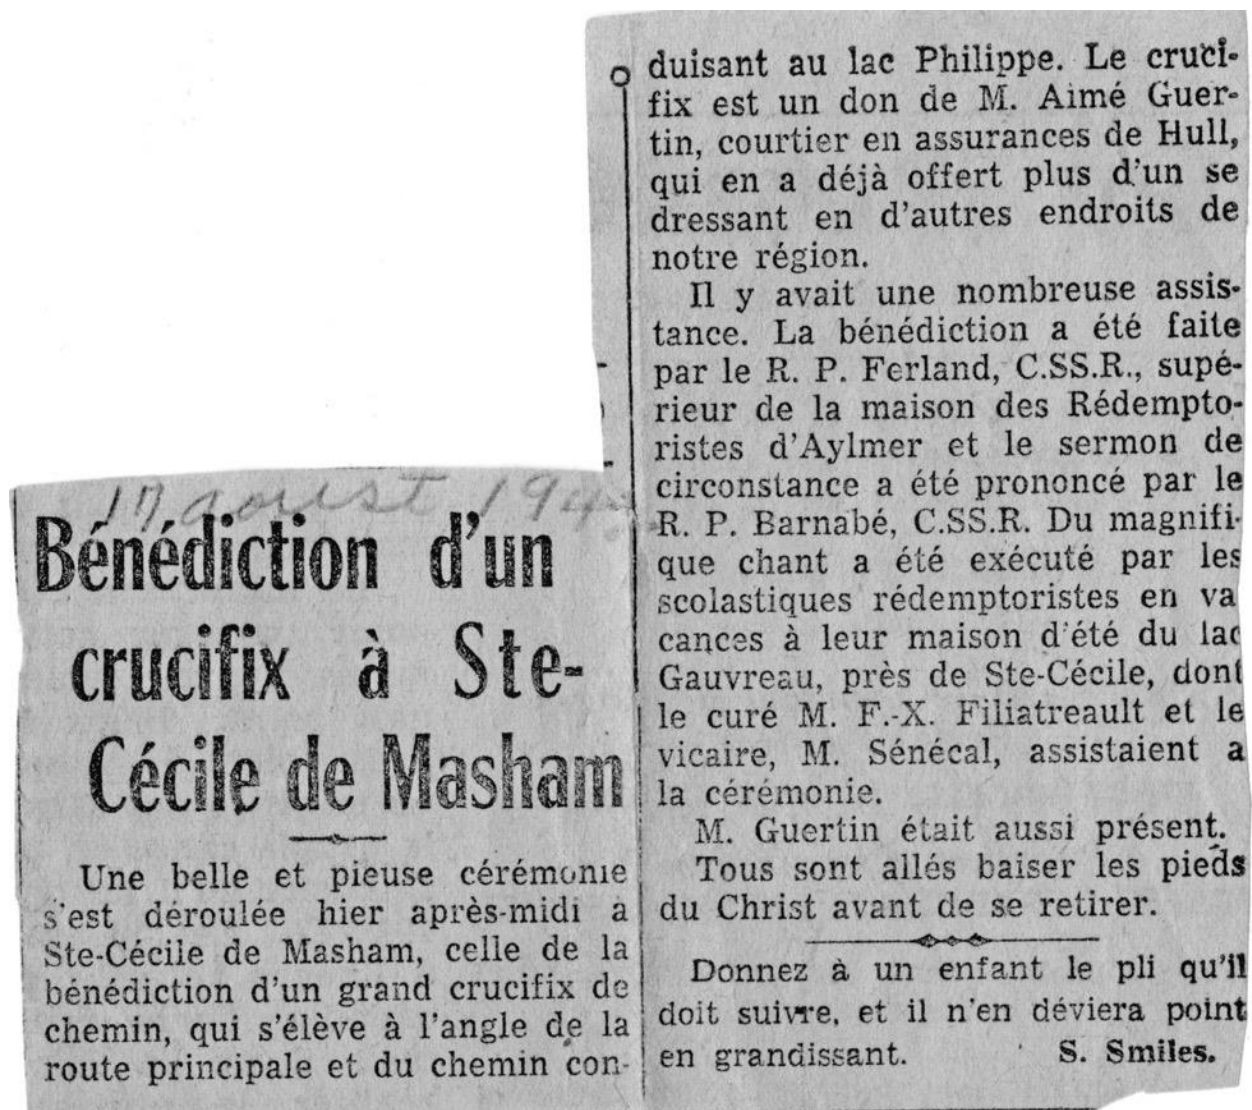 17 aoust 194
Bénédiction d'un
crucifix à Ste-
Cécile de Masham
Une belle et pieuse cérémonie
s'est déroulée hier après-midi à
Ste-Cécile de Masham, celle de la
bénédiction d'un grand crucifix de
chemin, qui s'élève à l'angle de la
route principale et du chemin con-
duisant au lac Philippe. Le cruci-
fix est un don de M. Aimé Guer-
tin, courtier en assurances de Hull,
qui en a déjà offert plus d'un se
dressant en d'autres endroits de
notre région.
Il y avait une nombreuse assis-
tance. La bénédiction a été faite
par le R. P. Ferland, C.SS.R., supé-
rieur de la maison des Rédempto-
ristes d'Aylmer et le sermon de
circonstance a été prononcé par le
R. P. Barnabé, C.SS.R. Du magnifi-
que chant a été exécuté par les
scolastiques rédemptoristes en va
cances à leur maison d'été du lac
Gauvreau, près de Ste-Cécile, dont
le curé M. F.-X. Filiatreault et le
vicaire, M. Sénécal, assistaient a
la cérémonie.
M. Guertin était aussi présent.
Tous sont allés baiser les pieds
du Christ avant de se retirer.
Donnez à un enfant le pli qu'il
doit suivre, et il n'en déviera point
en grandissant. S. Smiles.